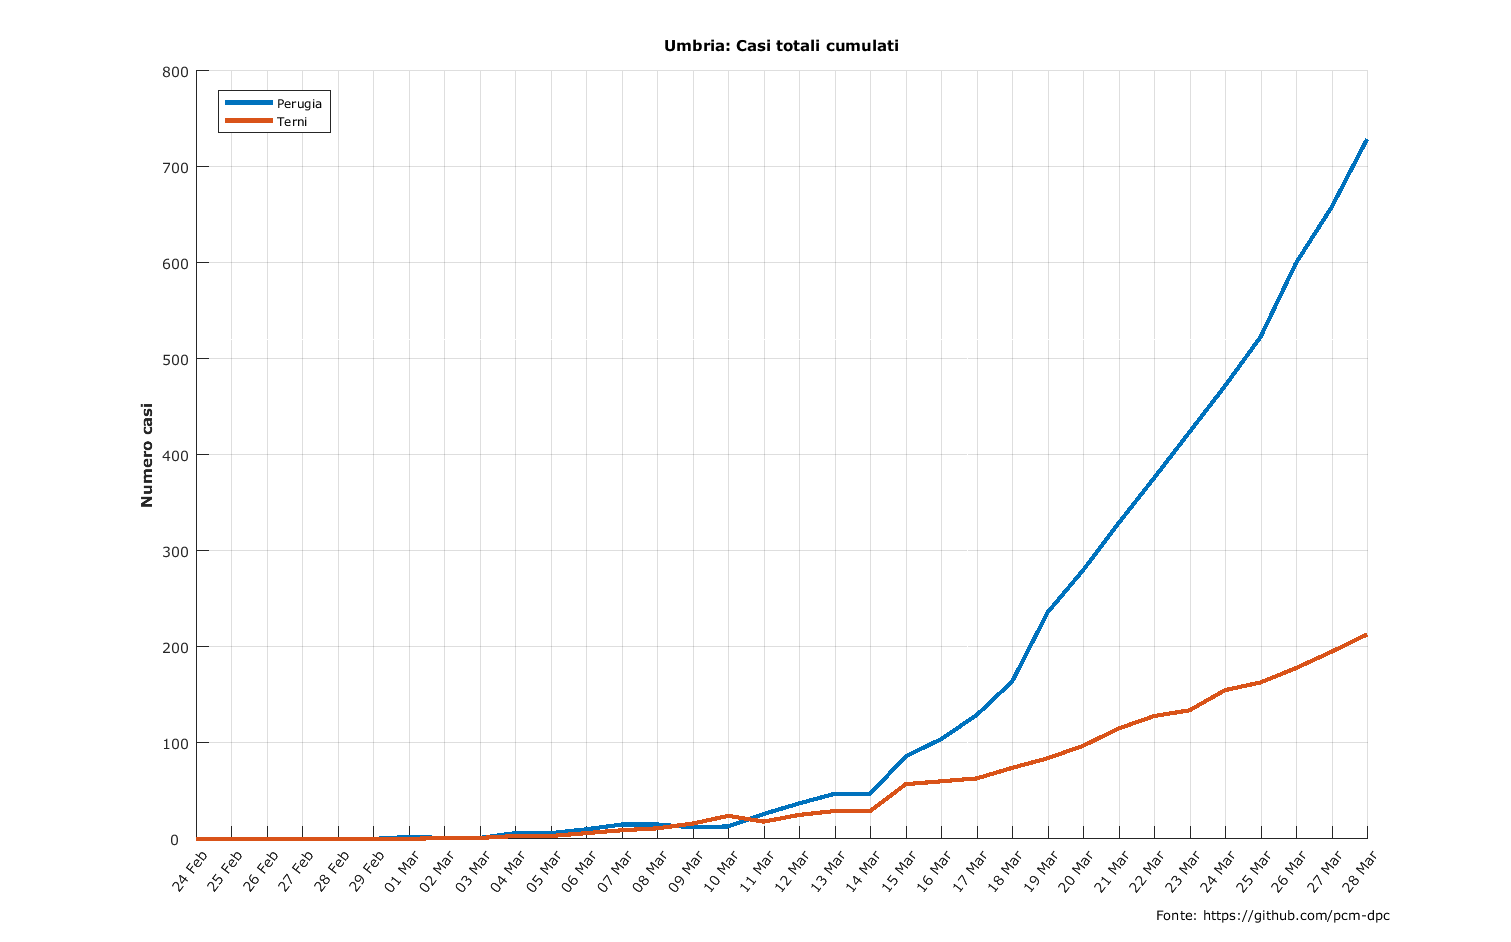 Umbria: Casi totali cumulati
Perugia
Terni
Numero casi
800
700
600
500
400
300
200
100
0
24 Feb
25 Feb
26 Feb
27 Feb
28 Feb
29 Feb
01 Mar
02 Mar
03 Mar
04 Mar
05 Mar
06 Mar
07 Mar
08 Mar
09 Mar
10 Mar
11 Mar
12 Mar
13 Mar
14 Mar
15 Mar
16 Mar
17 Mar
18 Mar
19 Mar
20 Mar
21 Mar
22 Mar
23 Mar
24 Mar
25 Mar
26 Mar
27 Mar
28 Mar
Fonte: https://github.com/pcm-dpc